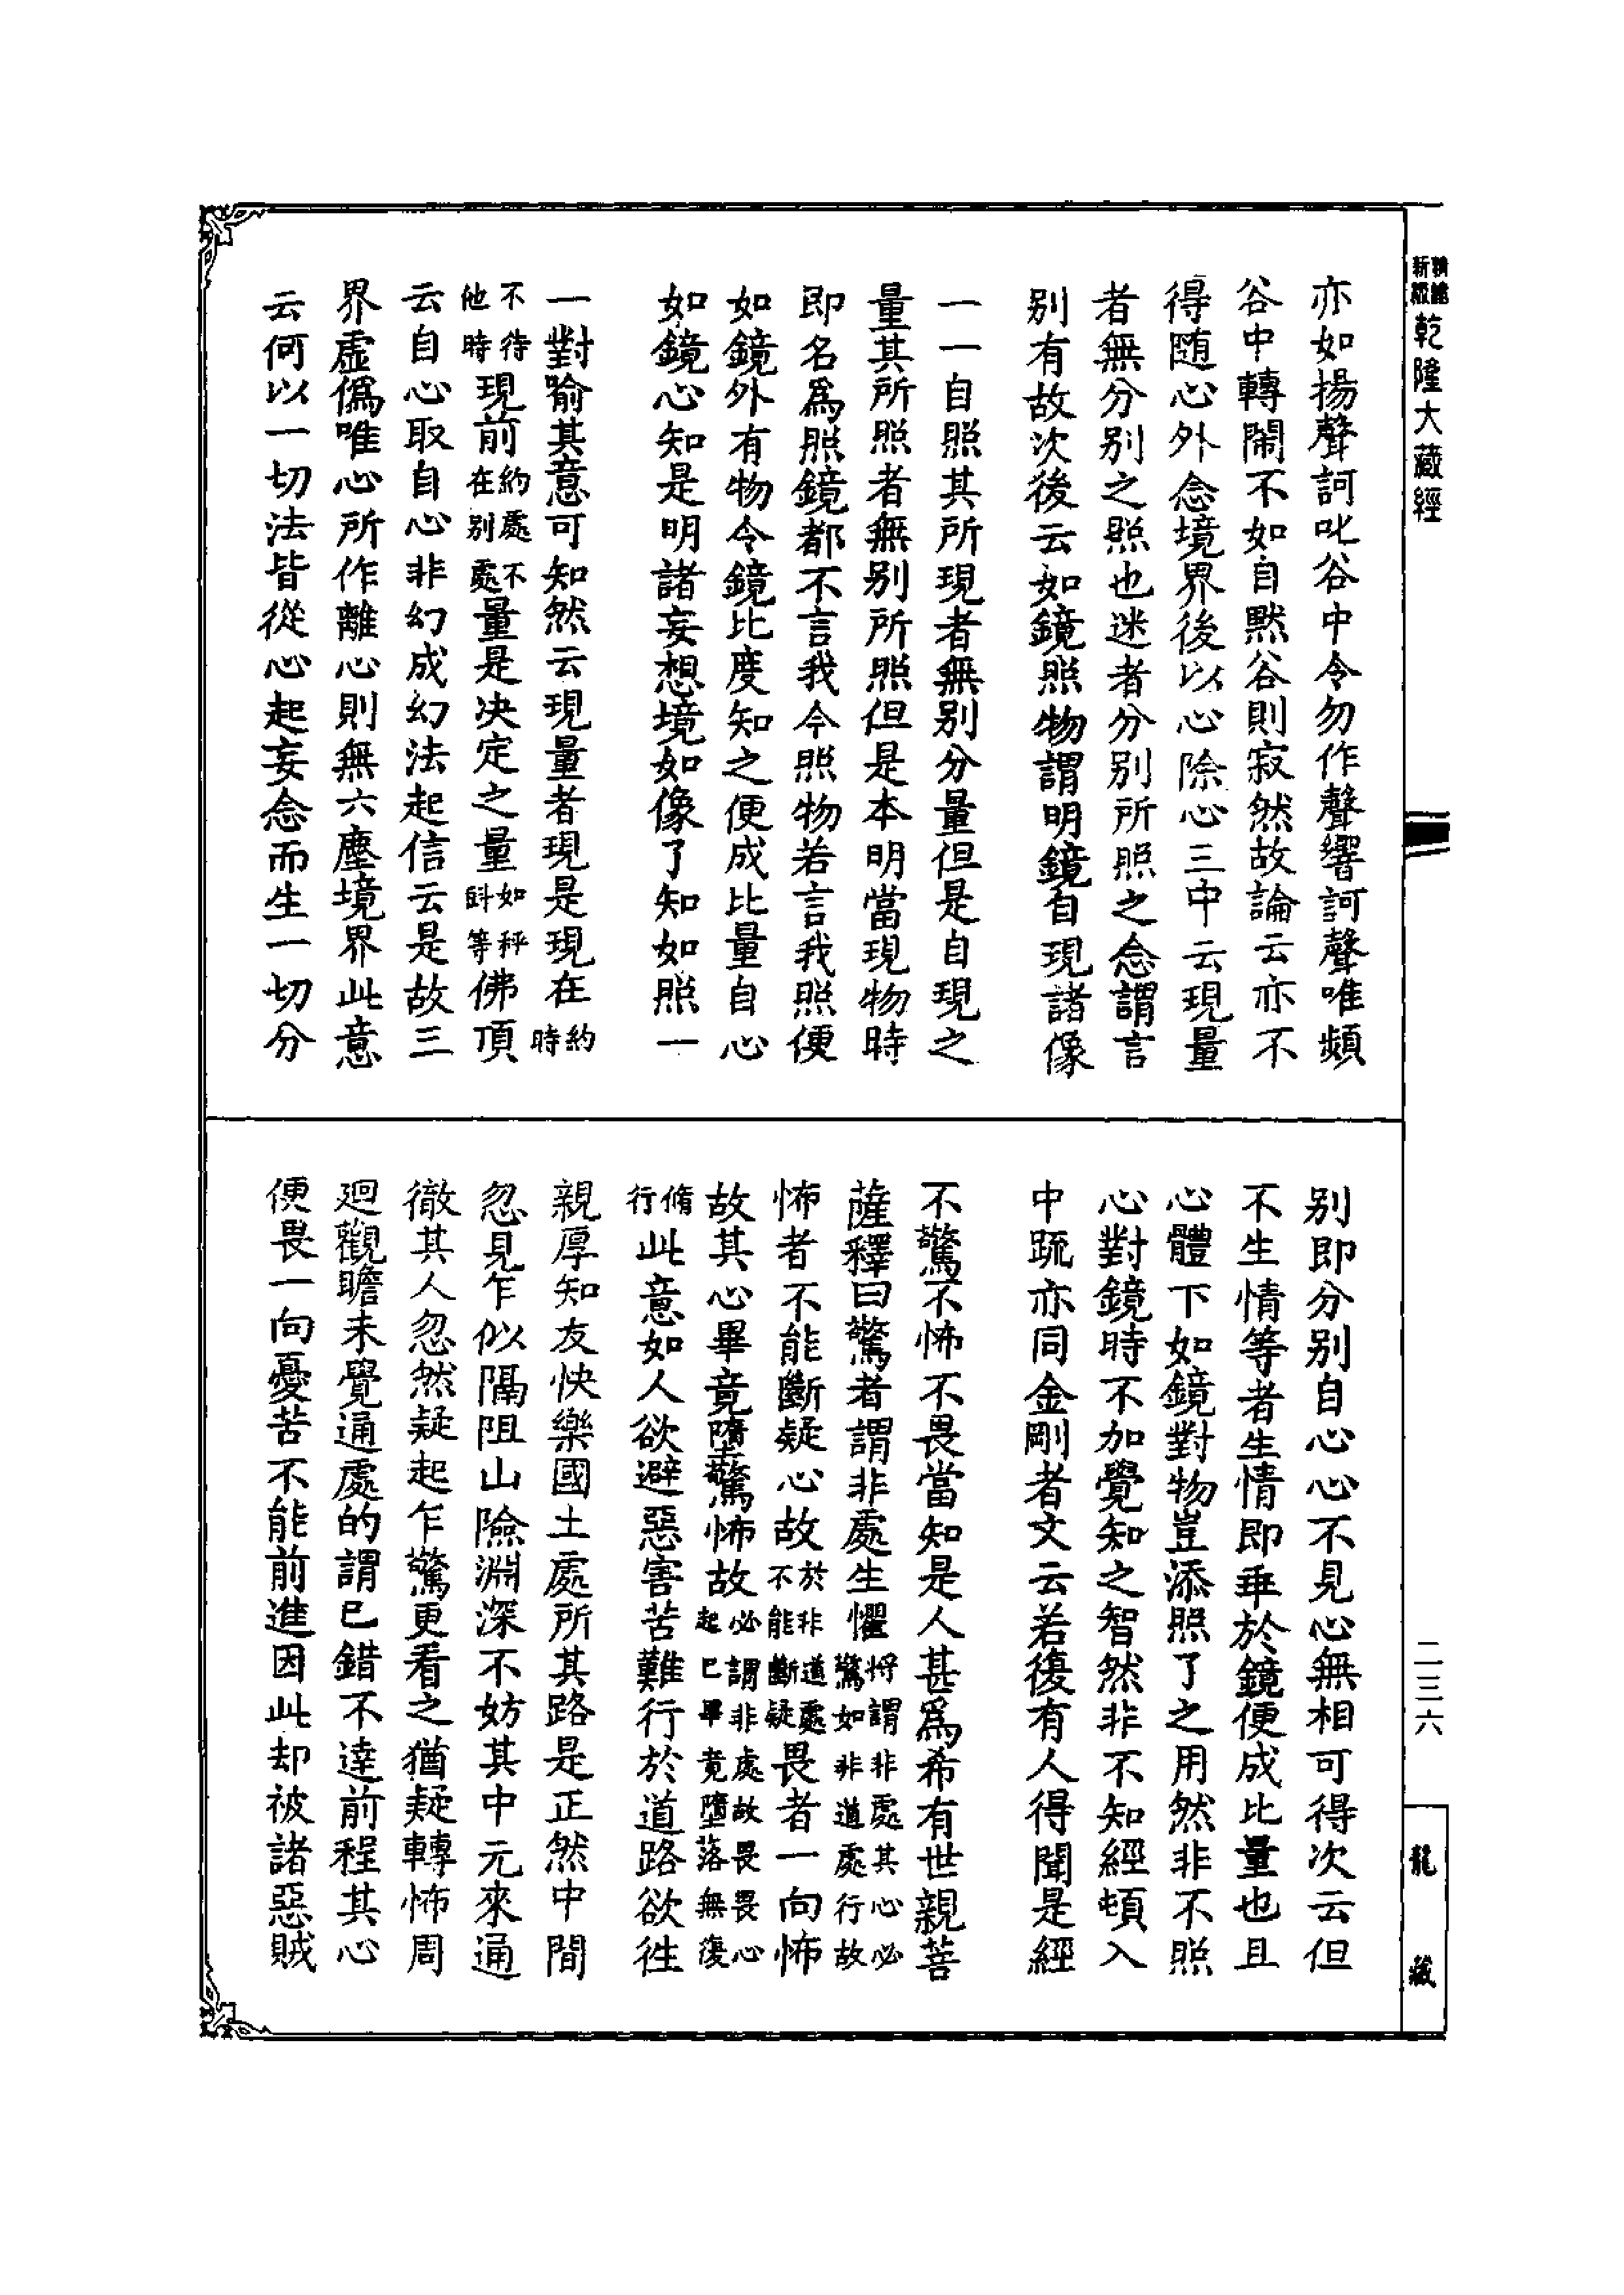 新編縮版乾隆大藏經
亦如揚聲訶叱谷中令勿作聲響訶聲唯頻
谷中轉鬧不如自默谷則寂然故論云亦不
得隨心外念境界後以心除心三中云現量
者無分別之照也迷者分別所照之念謂言
別有故次後云如鏡照物謂明鏡自現諸像
一一自照其所現者無別分量但是自現之
量其所照者無別所照但是本明當現物時
即名為照鏡都不言我今照物若言我照便
如鏡外有物令鏡比度知之便成比量自心
如鏡心知是明諸妄想境如像了知如照一
一對喻其意可知然云現量者現是現在約時
不待他時現前約處不在別處量是決定之量如秤斗等佛頂
云自心取自心非幻成幻法起信云是故三
界虛僞唯心所作離心則無六塵境界此意
云何以一切法皆從心起妄念而生一切分
別即分別自心心不見心無相可得次云但
不生情等者生情即乖於鏡便成比量也且
心體下如鏡對物豈添照了之用然非不照
心對鏡時不加覺知之智然非不知經頓入
中䟽亦同金剛者文云若復有人得聞是經
不驚不怖不畏當知是人甚為希有世親菩
薩釋曰驚者謂非處生懼將謂非處其心必驚如非道處行故
怖者不能斷疑心故於非道處不能斷疑畏者一向怖
故其心畢竟墮驚怖故必謂非處故畏畏心起已畢竟墮落無復
脩行此意如人欲避惡害苦難行於道路欲徃
親厚知友快樂國土處所其路是正然中間
忽見乍似隔阻山險淵深不妨其中元來通
徹其人忽然疑起乍驚更看之猶疑轉怖周
迴觀瞻未覺通處的謂已錯不達前程其心
便畏一向憂苦不能前進因此却被諸惡賊
二三六
龍藏